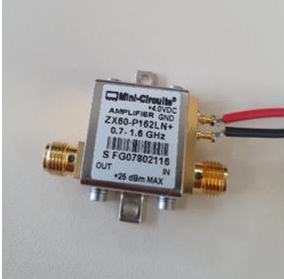 Mini-Circuits®
+4.0VDC
AMPLIFIER GND
ZX60-P162LN+
0.7- 1.6 GHz
S FG07802116
OUT IN
+25 dBm MAX